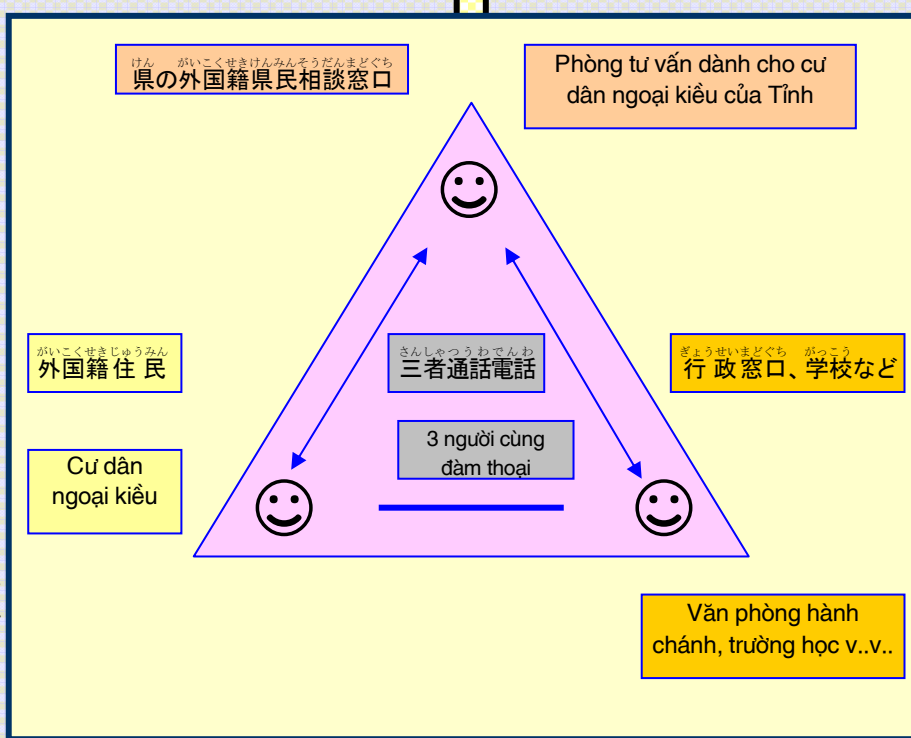 けん がいこくせきけんみんそうだんまどぐち
県の外国籍県民相談窓口
Phòng tư vấn dành cho cư
dân ngoại kiều của Tỉnh
がいこくせきじゅうみん
外国籍住民
さんしゃつうわでんわ
三者通話電話
ぎょうせいまどぐち がっこう
行政窓口、学校など
3 người cùng
đàm thoại
Cư dân
ngoại kiều
Văn phòng hành
chánh, trường học v..v..